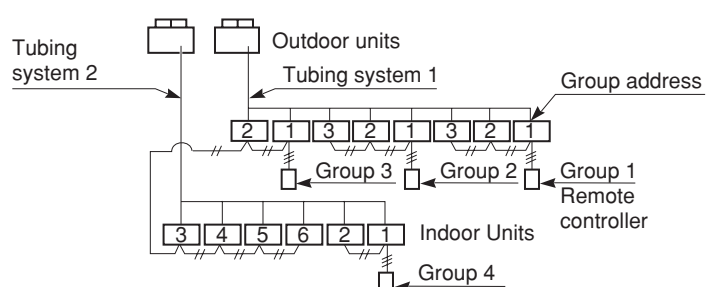 Outdoor units
Tubing
system 2
Tubing system 1
Group address
2 1 3 2 1 3 2 1
Group 3
Group 2
Group 1
Remote
controller
3 4 5 6 2 1
Indoor Units
Group 4